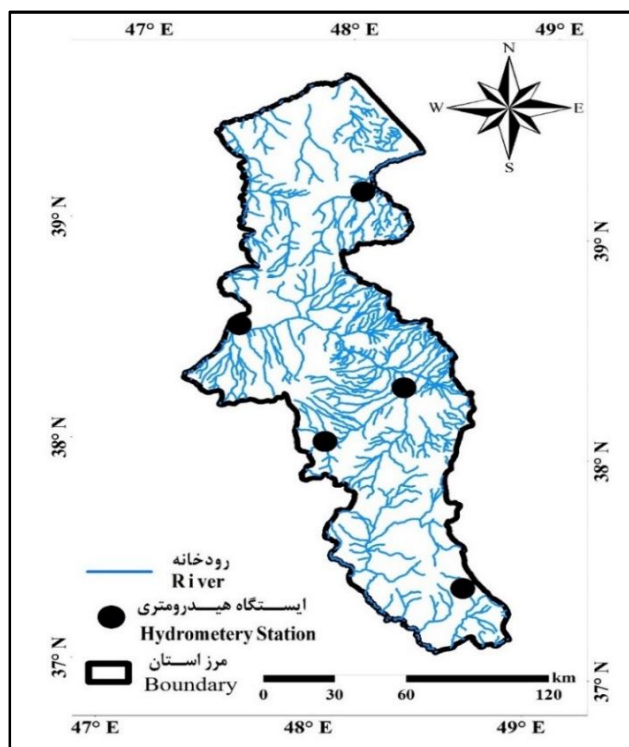 47° E 48° E 49° E
N
W E
S
39° N
39° N
38° N
38° N
37° N
37° N
رودخانه
River
ایستگاه هیدرومتری
Hydrometery Station
مرز استان
Boundary
km
0 30 60 120
47° E 48° E 49° E